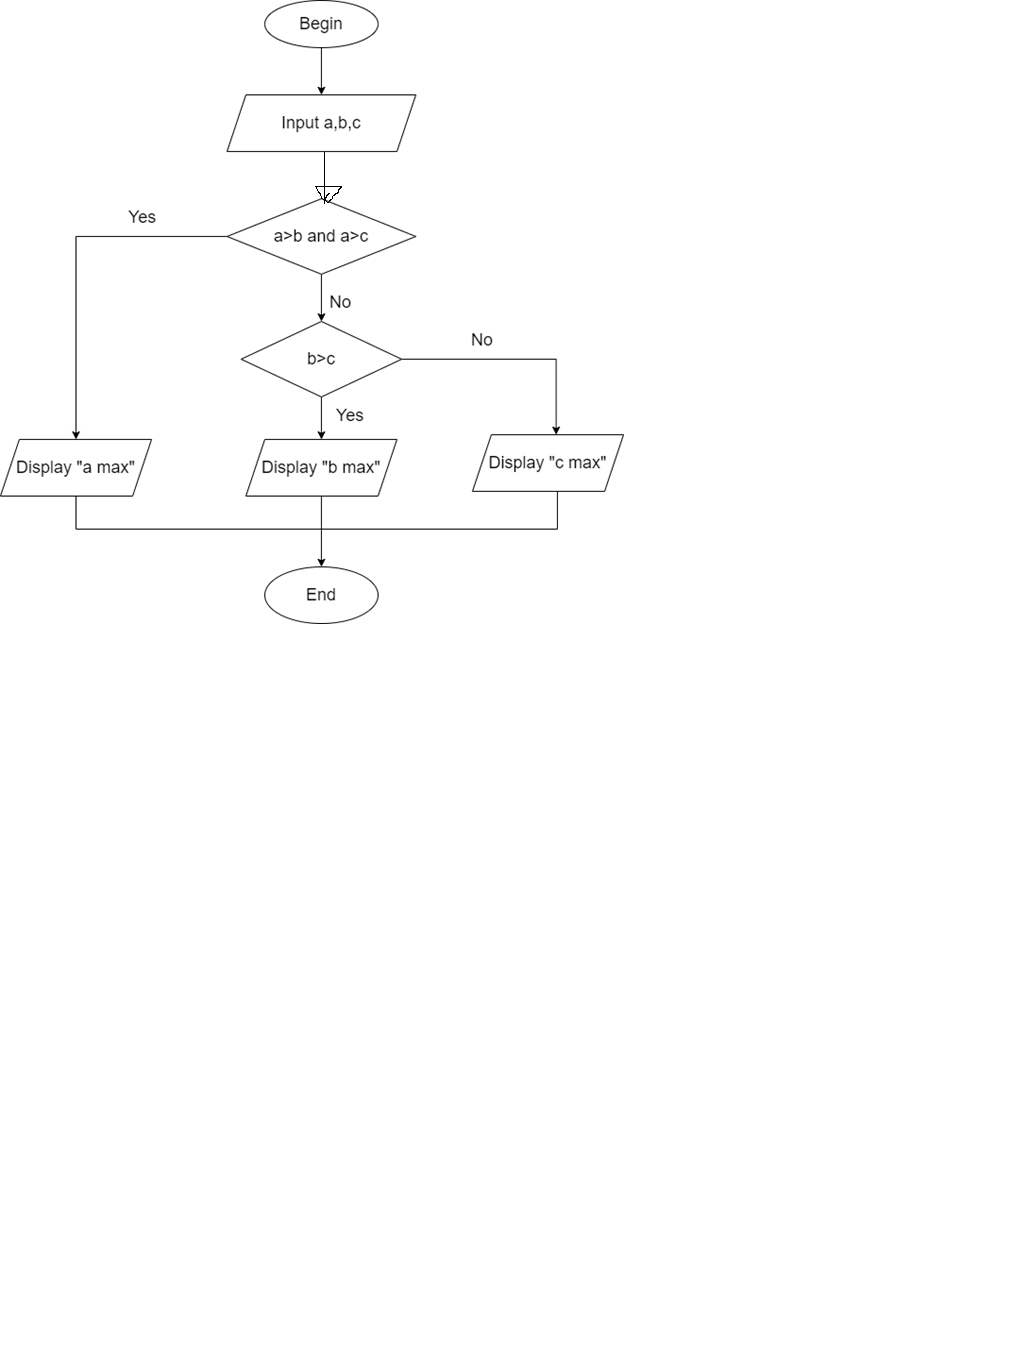 Begin
Input a,b,c
Yes
a>b and a>c
No
No
b>c
Yes
Display "a max"
Display "b max"
Display "c max"
End